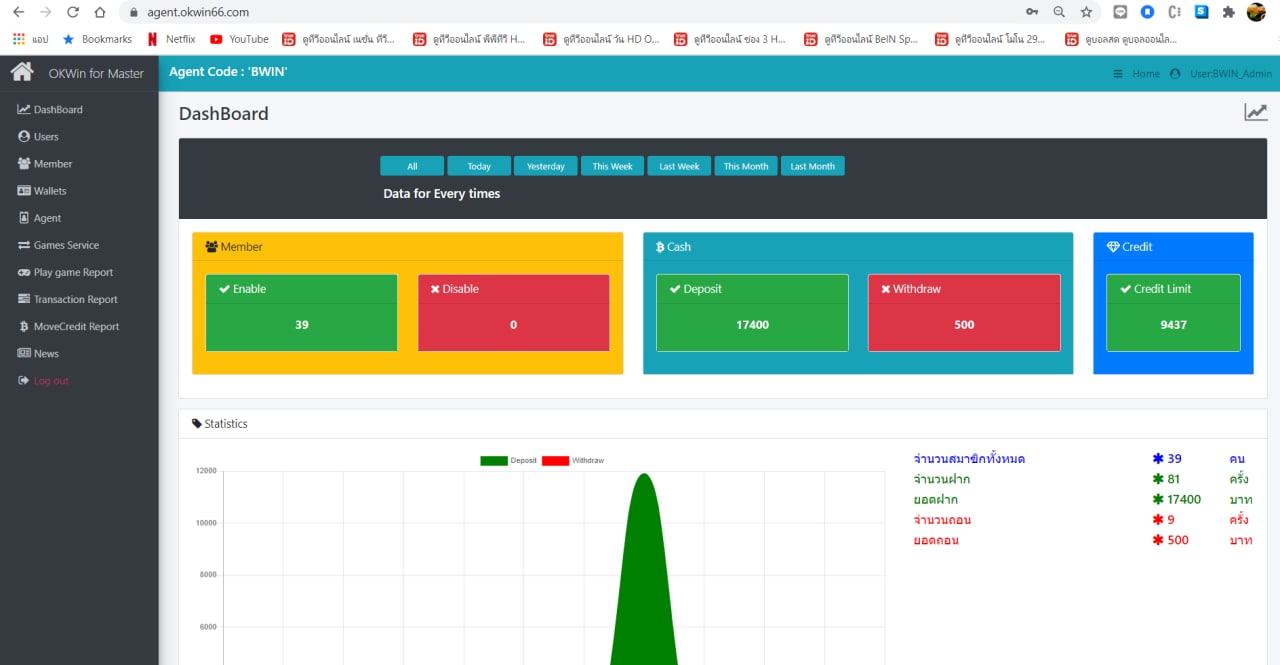 agent.okwin66.com
แอป Bookmarks Netflix YouTube ดูทีวีออนไลน์ เนชั่น ทีวี... ดูทีวีออนไลน์ พีพีทีวี H... ดูทีวีออนไลน์ วัน HD O... ดูทีวีออนไลน์ ช่อง 3 H... ดูทีวีออนไลน์ BeIN Sp... ดูทีวีออนไลน์ โมโน 29... ดูบอลสด ดูบอลออนไล...
OKWin for Master
Agent Code : 'BWIN'
Home User:BWIN_Admin
DashBoard
Users
Member
Wallets
Agent
Games Service
Play game Report
Transaction Report
MoveCredit Report
News
Log out
DashBoard
All Today Yesterday This Week Last Week This Month Last Month
Data for Every times
Member
Enable
39
Disable
0
Cash
Deposit
17400
Withdraw
500
Credit
Credit Limit
9437
Statistics
Deposit Withdraw
12000
10000
8000
6000
จำนวนสมาชิกทั้งหมด 39 คน
จำนวนฝาก 81 ครั้ง
ยอดฝาก 17400 บาท
จำนวนถอน 9 ครั้ง
ยอดถอน 500 บาท